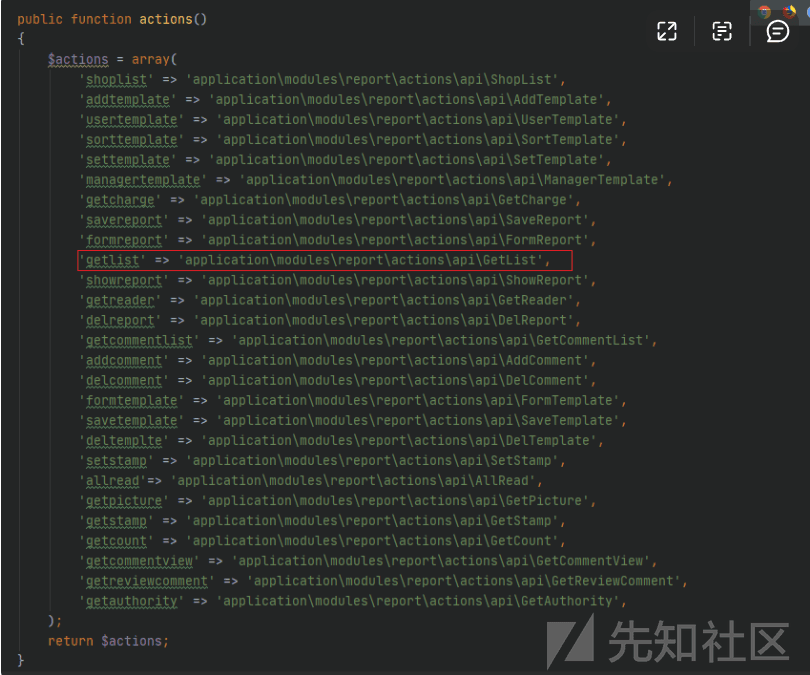 public function actions()
{
$actions = array(
'shoplist' => 'application\modules\report\actions\api\ShopList',
'addtemplate' => 'application\modules\report\actions\api\AddTemplate',
'usertemplate' => 'application\modules\report\actions\api\UserTemplate',
'sorttemplate' => 'application\modules\report\actions\api\SortTemplate',
'settemplate' => 'application\modules\report\actions\api\SetTemplate',
'managertemplate' => 'application\modules\report\actions\api\ManagerTemplate',
'getcharge' => 'application\modules\report\actions\api\GetCharge',
'savereport' => 'application\modules\report\actions\api\SaveReport',
'formreport' => 'application\modules\report\actions\api\FormReport',
'getlist' => 'application\modules\report\actions\api\GetList',
'showreport' => 'application\modules\report\actions\api\ShowReport',
'getreader' => 'application\modules\report\actions\api\GetReader',
'delreport' => 'application\modules\report\actions\api\DelReport',
'getcommentlist' => 'application\modules\report\actions\api\GetCommentList',
'addcomment' => 'application\modules\report\actions\api\AddComment',
'delcomment' => 'application\modules\report\actions\api\DelComment',
'formtemplate' => 'application\modules\report\actions\api\FormTemplate',
'savetemplate' => 'application\modules\report\actions\api\SaveTemplate',
'deltemplte' => 'application\modules\report\actions\api\DelTemplate',
'setstamp' => 'application\modules\report\actions\api\SetStamp',
'allread'=> 'application\modules\report\actions\api\AllRead',
'getpicture' => 'application\modules\report\actions\api\GetPicture',
'getstamp' => 'application\modules\report\actions\api\GetStamp',
'getcount' => 'application\modules\report\actions\api\GetCount',
'getcommentview' => 'application\modules\report\actions\api\GetCommentView',
'getreviewcomment' => 'application\modules\report\actions\api\GetReviewComment',
'getauthority' => 'application\modules\report\actions\api\GetAuthority',
);
return $actions;
}
先知社区